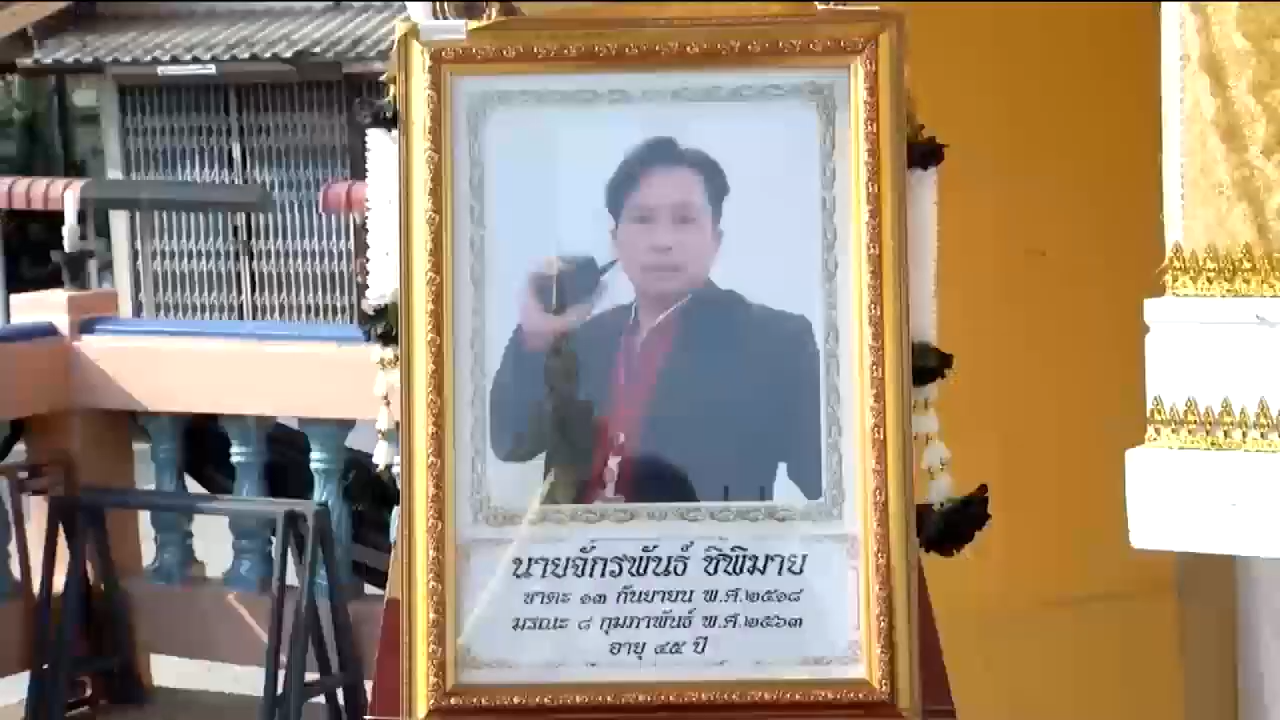 นายจักรพันธ์ ชิพิมาย
ชาตะ ๑๓ กันยายน พ.ศ.๒๕๑๘
มรณะ ๘ กุมภาพันธ์ พ.ศ.๒๕๖๓
อายุ ๔๕ ปี